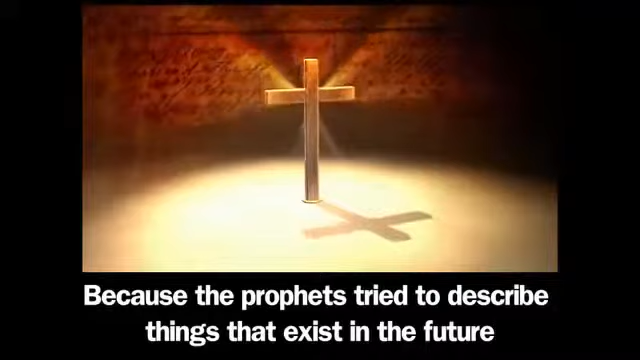 Because the prophets tried to describe
things that exist in the future